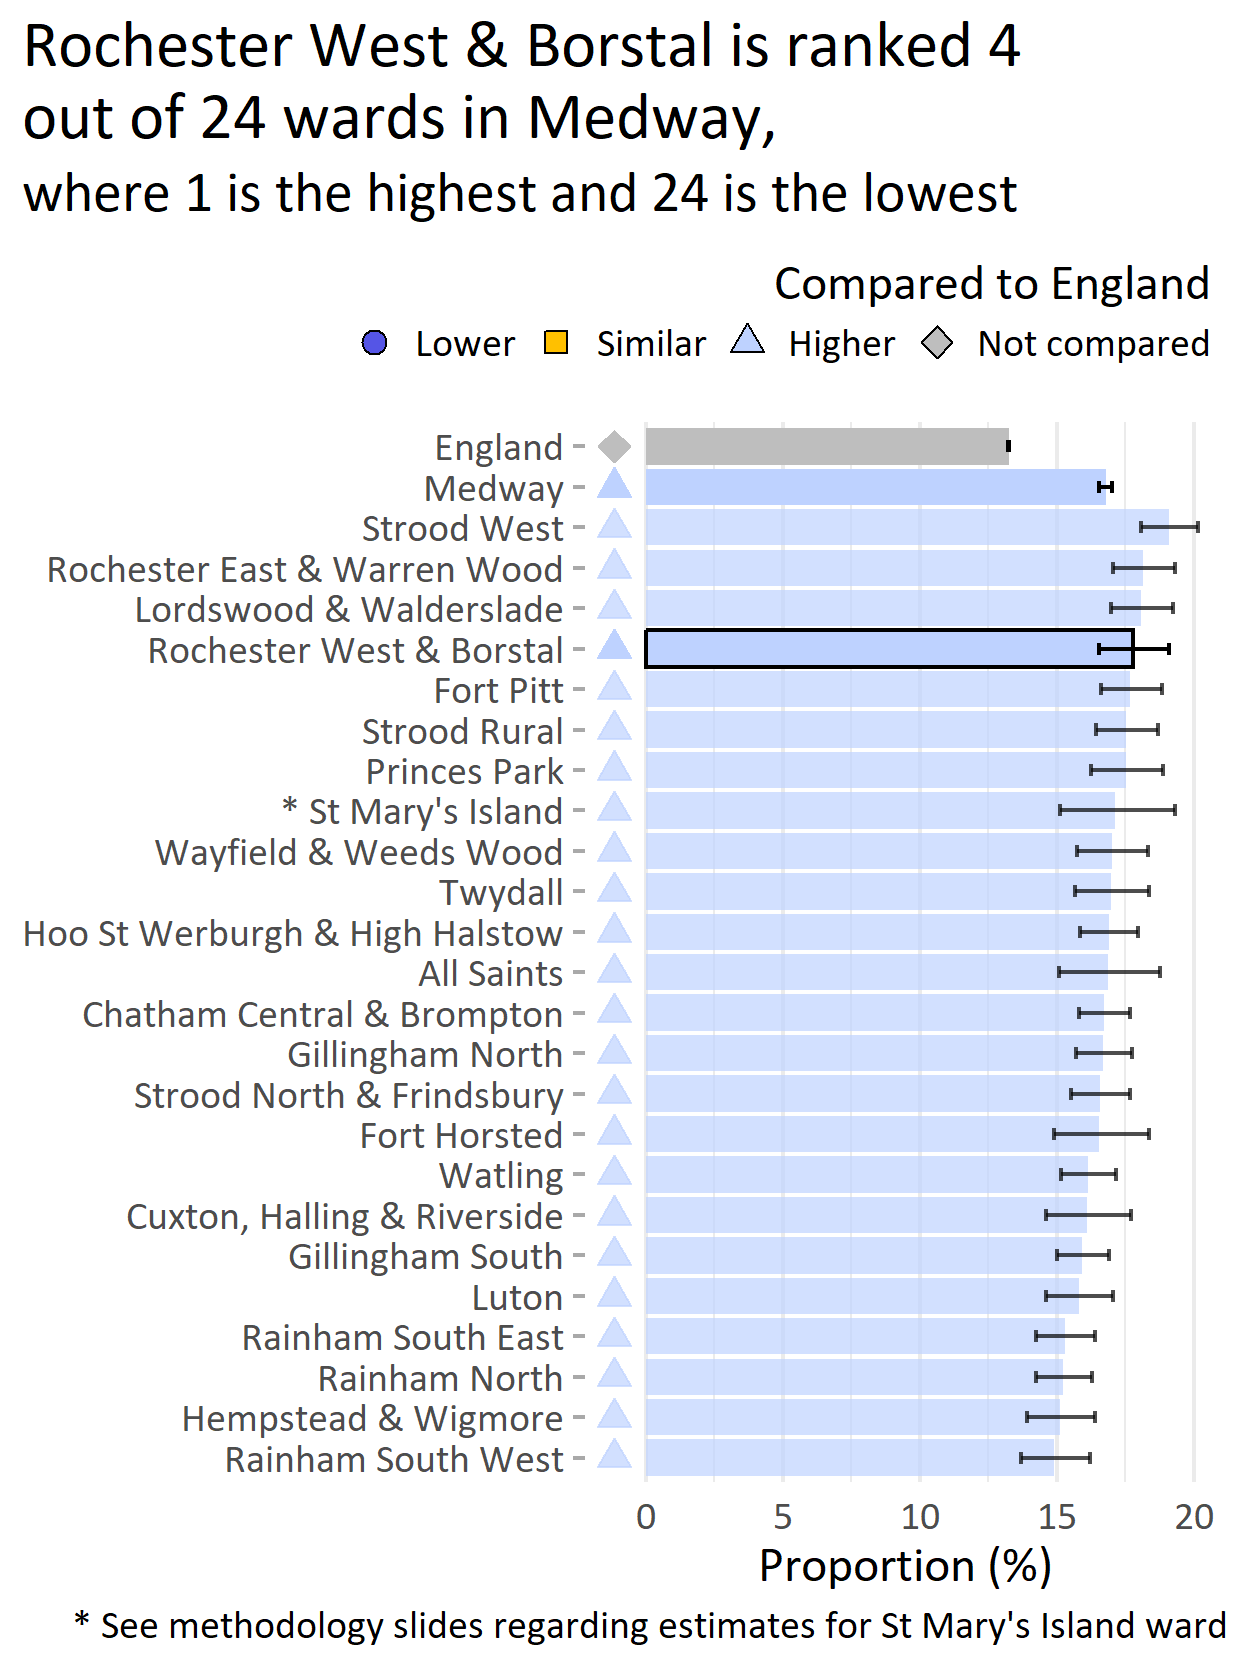 Rochester West & Borstal is ranked 4
out of 24 wards in Medway,
where 1 is the highest and 24 is the lowest
Compared to England
Lower Similar Higher Not compared
England
Medway
Strood West
Rochester East & Warren Wood
Lordswood & Walderslade
Rochester West & Borstal
Fort Pitt
Strood Rural
Princes Park
* St Mary's Island
Wayfield & Weeds Wood
Twydall
Hoo St Werburgh & High Halstow
All Saints
Chatham Central & Brompton
Gillingham North
Strood North & Frindsbury
Fort Horsted
Watling
Cuxton, Halling & Riverside
Gillingham South
Luton
Rainham South East
Rainham North
Hempstead & Wigmore
Rainham South West
0 5 10 15 20
Proportion (%)
* See methodology slides regarding estimates for St Mary's Island ward